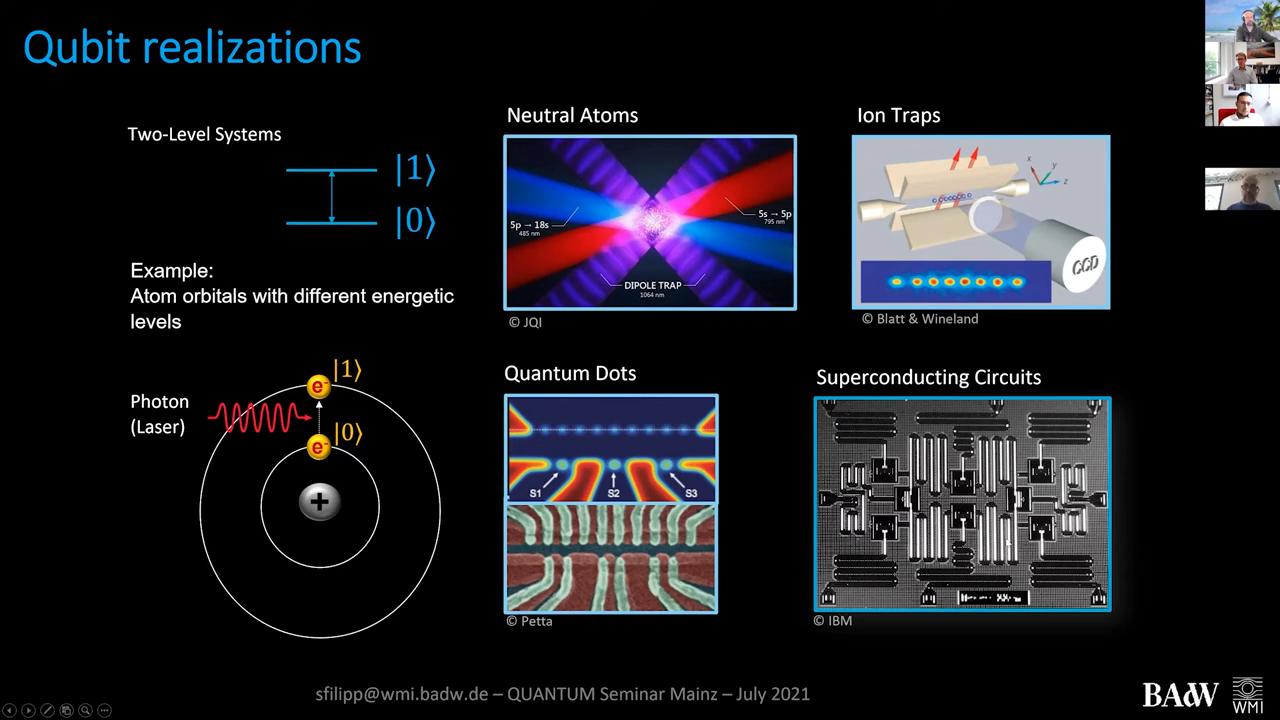 Qubit realizations
Two-Level Systems
|1⟩
|0⟩
Example:
Atom orbitals with different energetic
levels
Photon
(Laser)
|1⟩
e-
|0⟩
e-
+
Neutral Atoms
5p → 18s
485 nm
5s → 5p
795 nm
DIPOLE TRAP
1064 nm
© JQI
Ion Traps
x
y
z
CCD
© Blatt & Wineland
Quantum Dots
S1
S2
S3
© Petta
Superconducting Circuits
© IBM
sfilipp@wmi.badw.de – QUANTUM Seminar Mainz – July 2021
BAdW
WMI